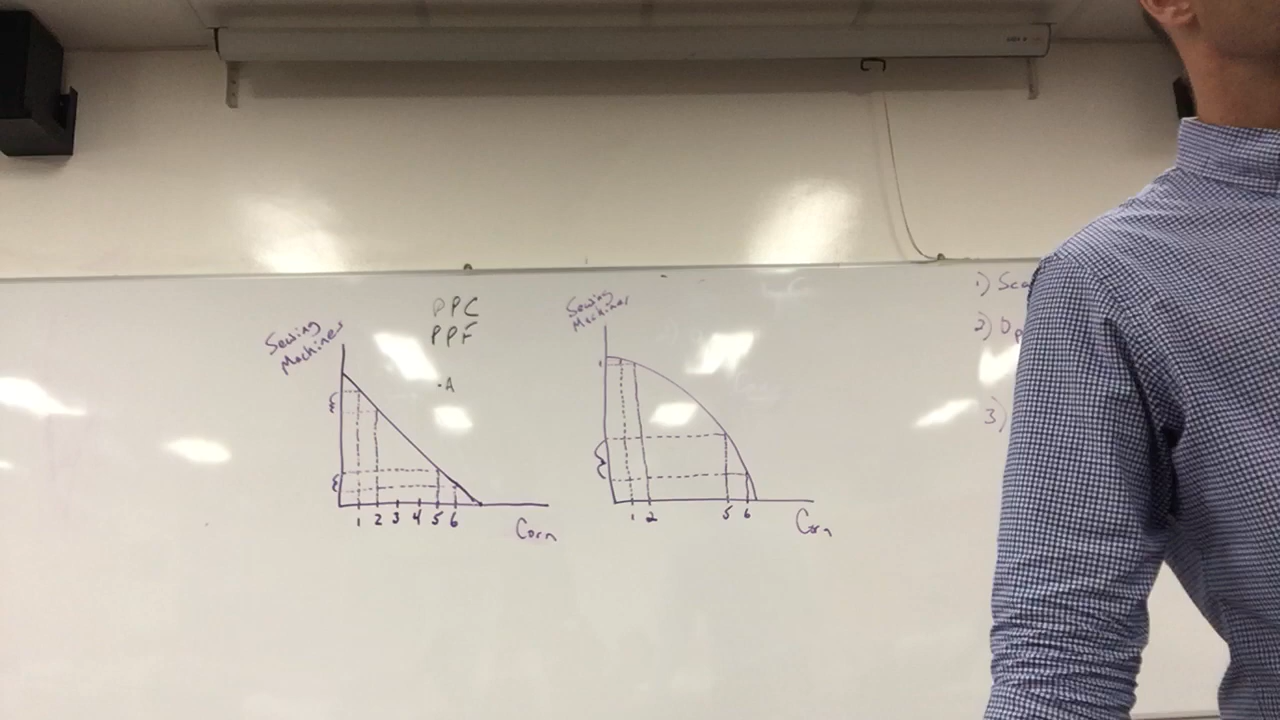 Sewing
Machines
PPC
PPF
.A
1 2 3 4 5 6
Corn
Sewing
Machines
1 2 5 6
Corn
1)
2)
3)